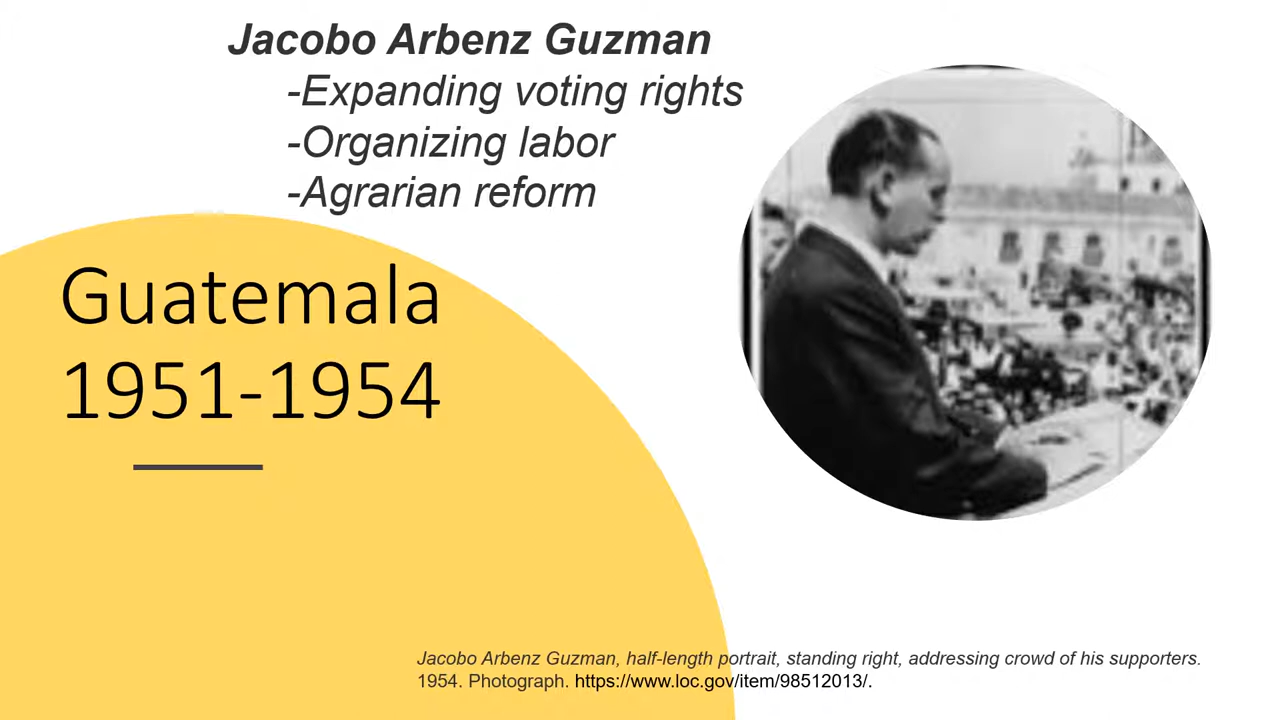 Jacobo Arbenz Guzman
-Expanding voting rights
-Organizing labor
-Agrarian reform
Guatemala
1951-1954
Jacobo Arbenz Guzman, half-length portrait, standing right, addressing crowd of his supporters.
1954. Photograph. https://www.loc.gov/item/98512013/.